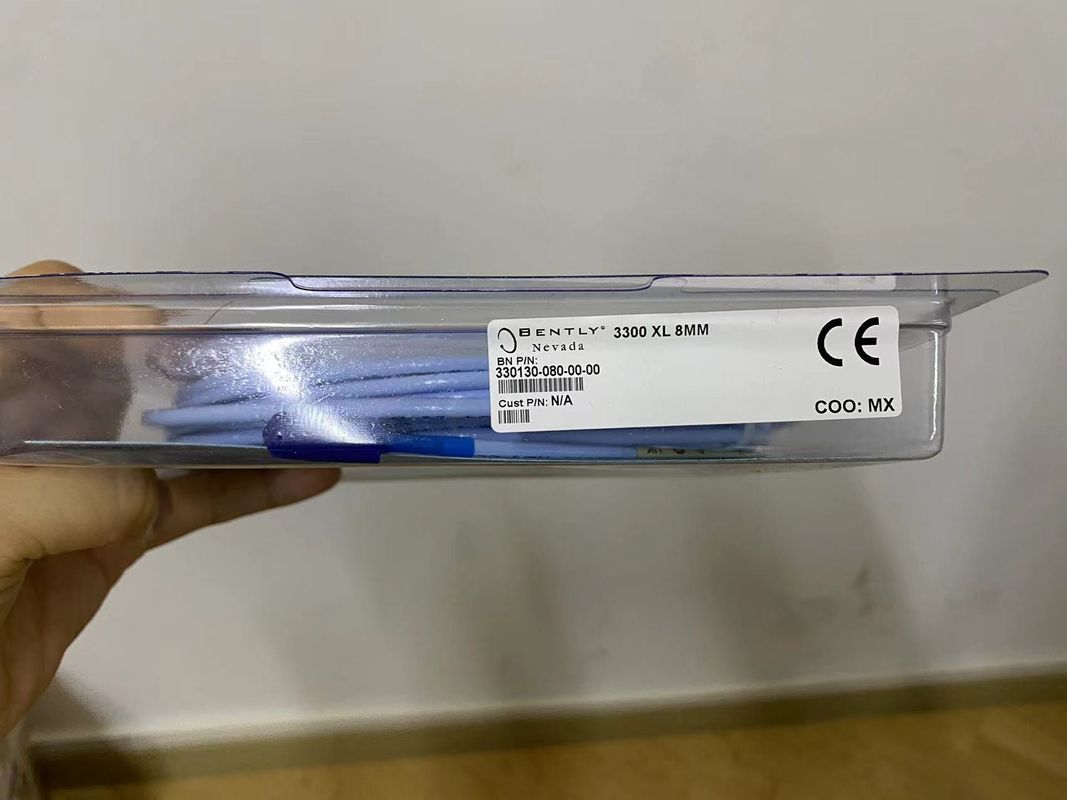 BENTLY® 3300 XL 8MM
Nevada
CE
BN P/N:
330130-080-00-00
Cust P/N: N/A
COO: MX